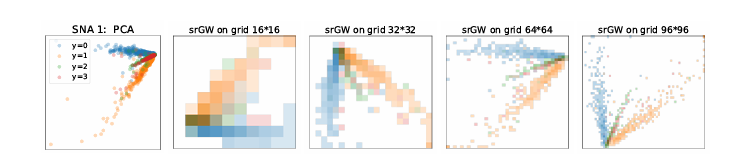 SNA 1: PCA
y=0
y=1
y=2
y=3
srGW on grid 16*16
srGW on grid 32*32
srGW on grid 64*64
srGW on grid 96*96